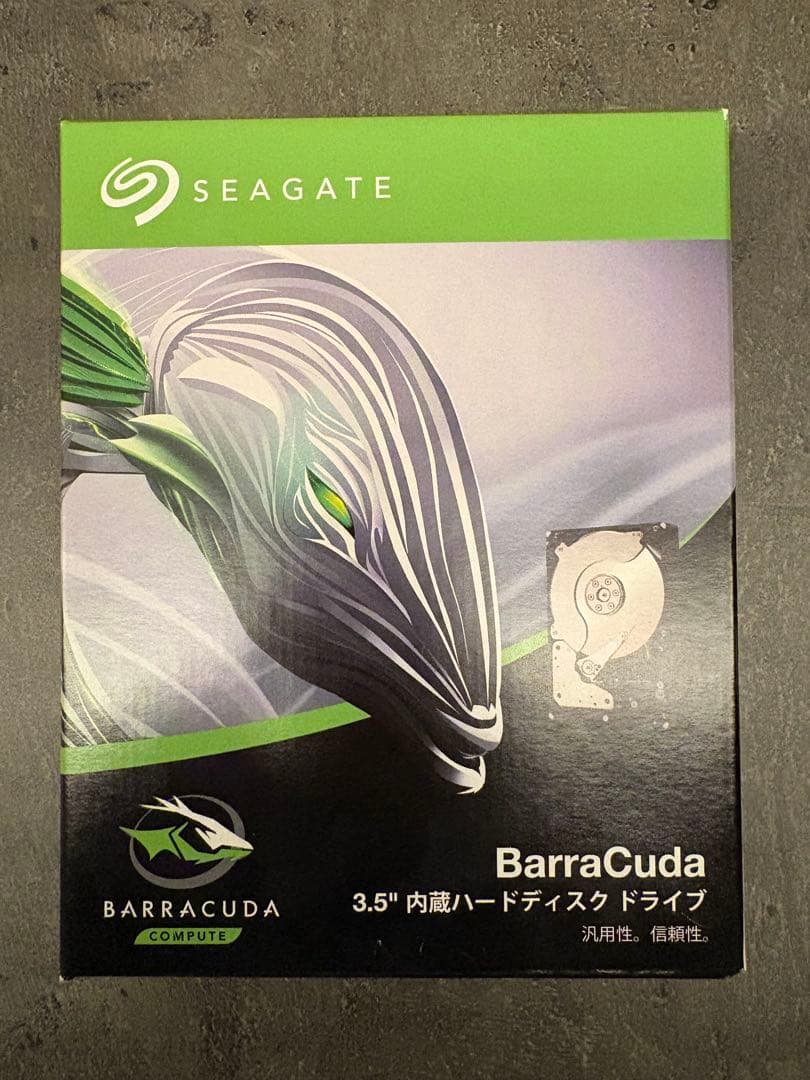 SEAGATE
BarraCuda
3.5" 内蔵ハードディスク ドライブ
汎用性。信頼性。
BARRACUDA
COMPUTE